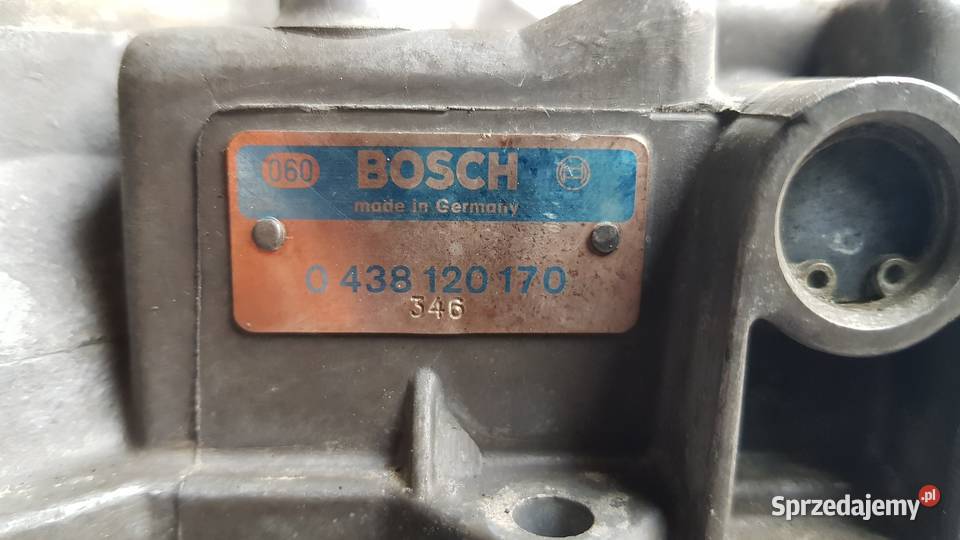 060 BOSCH
made in Germany
0 438 120 170
346
Sprzedajemy.pl